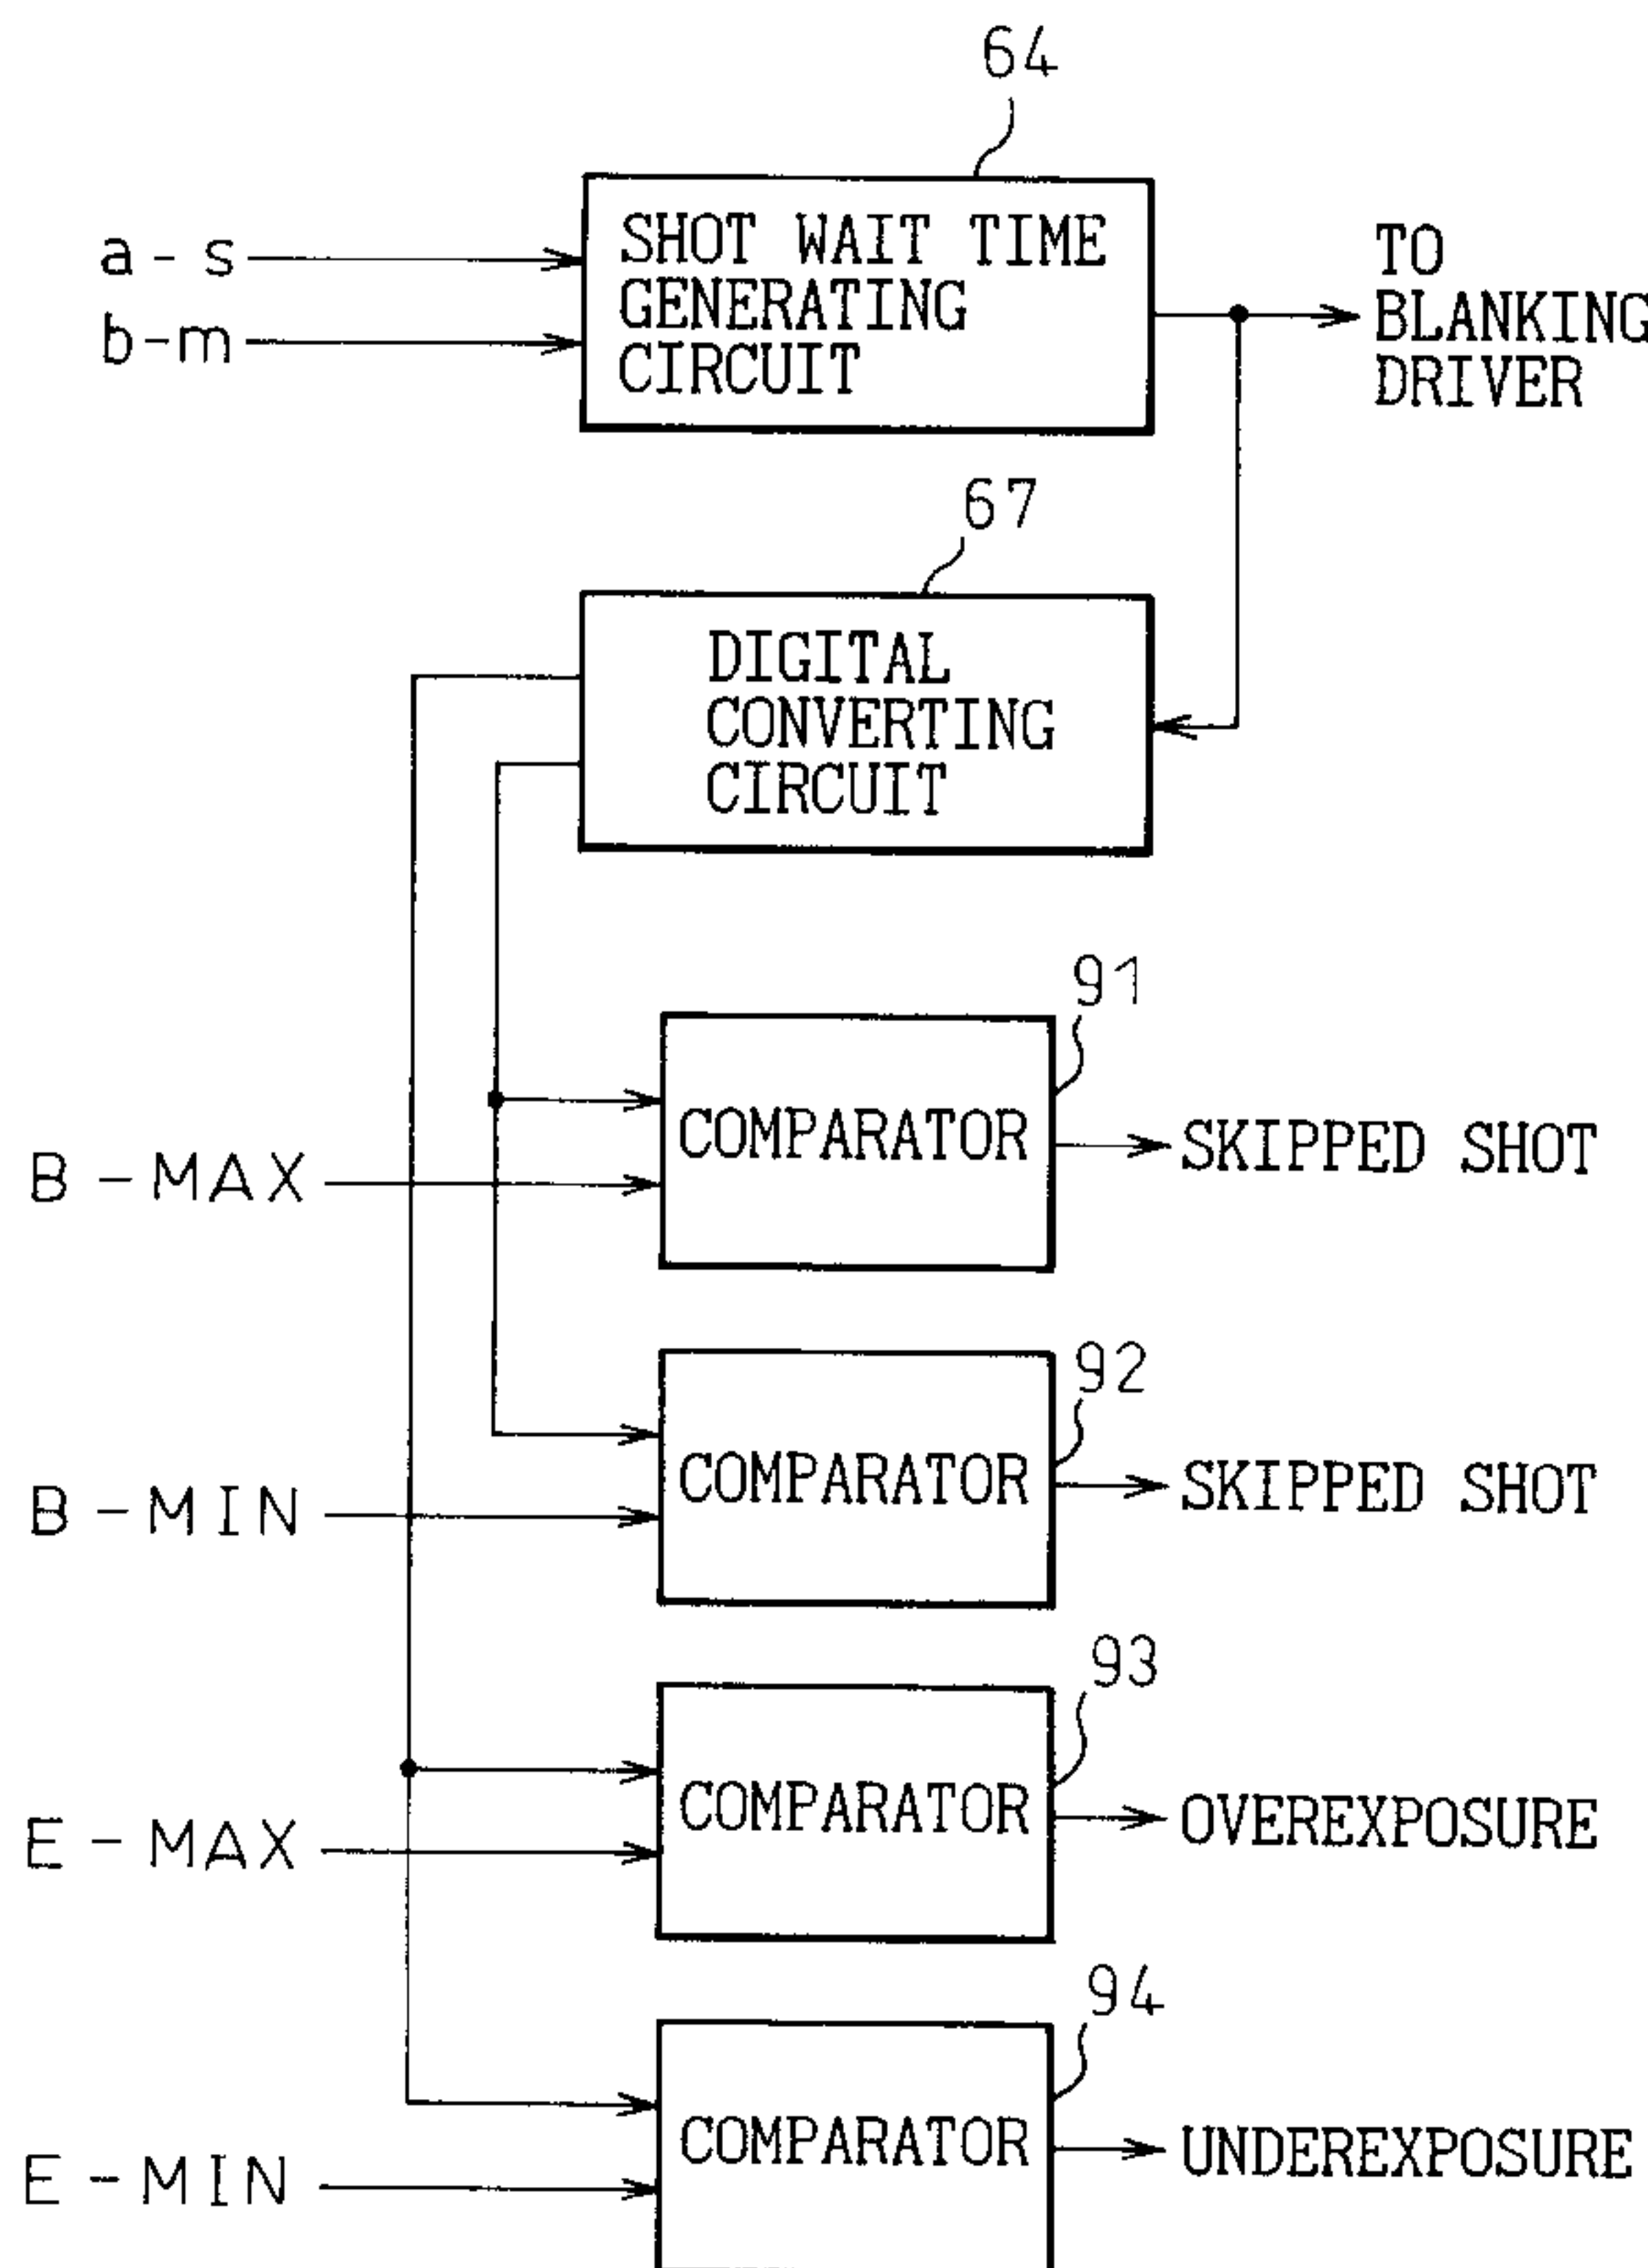 64
a-s
b-m
SHOT WAIT TIME
GENERATING
CIRCUIT
TO
BLANKING
DRIVER
67
DIGITAL
CONVERTING
CIRCUIT
91
B-MAX
COMPARATOR
SKIPPED SHOT
92
B-MIN
COMPARATOR
SKIPPED SHOT
93
E-MAX
COMPARATOR
OVEREXPOSURE
94
E-MIN
COMPARATOR
UNDEREXPOSURE